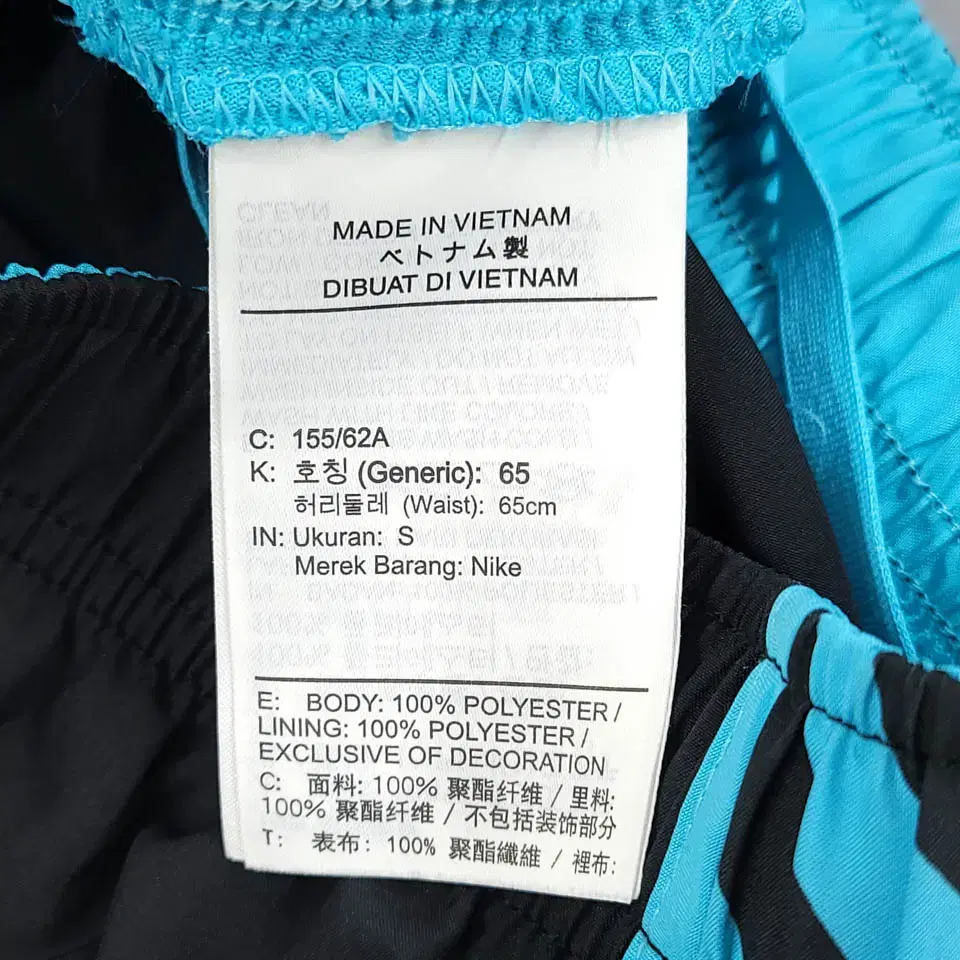 MADE IN VIETNAM
ベトナム製
DIBUAT DI VIETNAM
C: 155/62A
K: 호칭 (Generic): 65
허리둘레 (Waist): 65cm
IN: Ukuran: S
Merek Barang: Nike
E: BODY: 100% POLYESTER /
LINING: 100% POLYESTER /
EXCLUSIVE OF DECORATION
C: 面料: 100% 聚酯纤维 / 里料:
100% 聚酯纤维 / 不包括装饰部分
T: 表布: 100% 聚酯纖維 / 裡布: